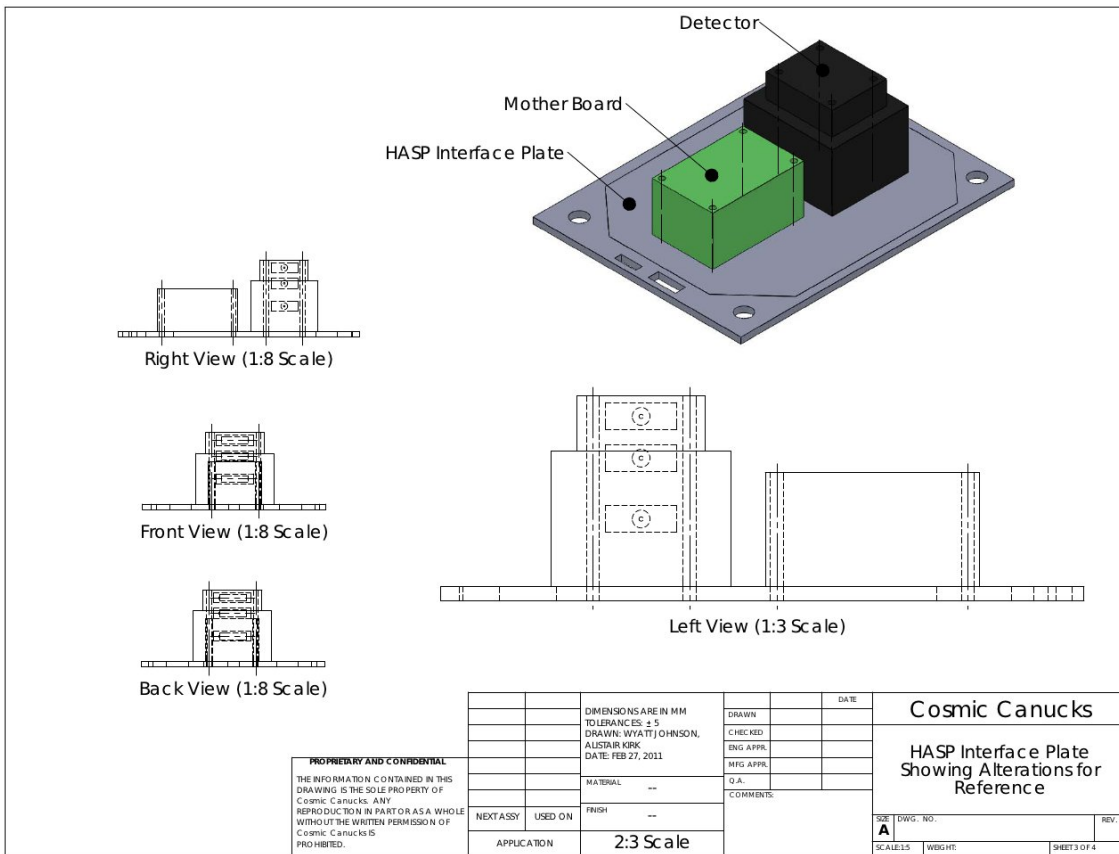 Detector
Mother Board
HASP Interface Plate
Right View (1:8 Scale)
Front View (1:8 Scale)
Back View (1:8 Scale)
C
C
C
Left View (1:3 Scale)
PROPRIETARY AND CONFIDENTIAL
THE INFORMATION CONTAINED IN THIS
DRAWING IS THE SOLE PROPERTY OF
Cosmic Canucks. ANY
REPRODUCTION IN PART OR AS A WHOLE
WITHOUT THE WRITTEN PERMISSION OF
Cosmic Canucks IS
PROHIBITED.
NEXT ASSY
USED ON
APPLICATION
DIMENSIONS ARE IN MM
TOLERANCES: ± 5
DRAWN: WYATT JOHNSON,
ALISTAIR KIRK
DATE: FEB 27, 2011
MATERIAL
--
FINISH
--
2:3 Scale
DATE
DRAWN
CHECKED
ENG APPR.
MFG APPR.
Q.A.
COMMENTS:
Cosmic Canucks
HASP Interface Plate
Showing Alterations for
Reference
SIZE
A
DWG. NO.
REV.
SCALE:1:5
WEIGHT:
SHEET 3 OF 4